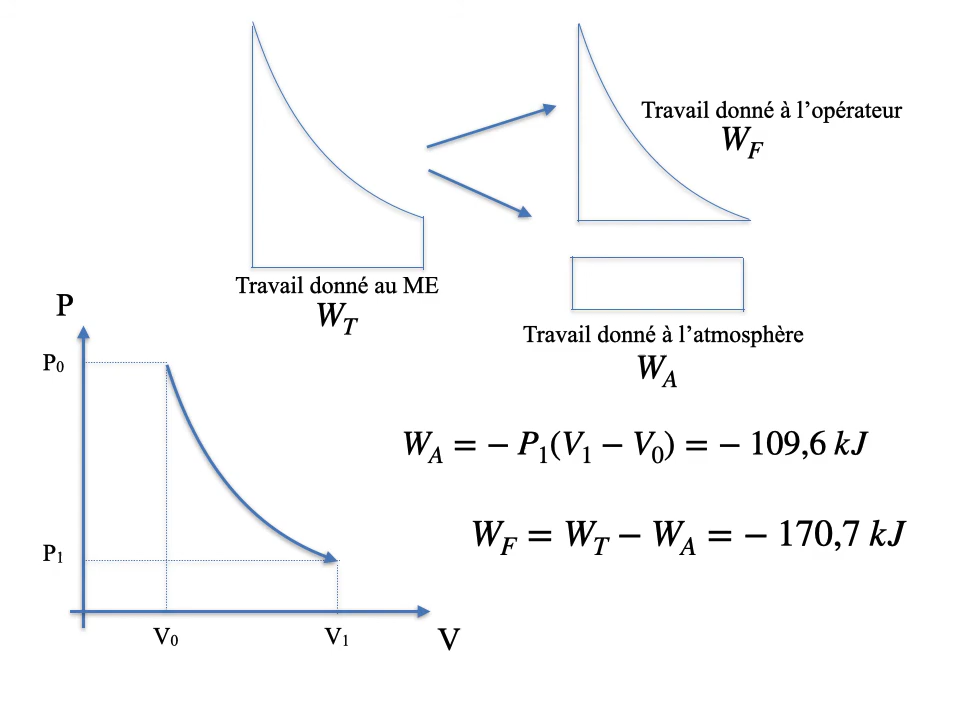 Travail donné à l’opérateur
W_F
Travail donné au ME
W_T
Travail donné à l’atmosphère
W_A
P
P₀
P₁
V₀
V₁
V
W_A = − P₁(V₁ − V₀) = − 109,6 kJ
W_F = W_T − W_A = − 170,7 kJ